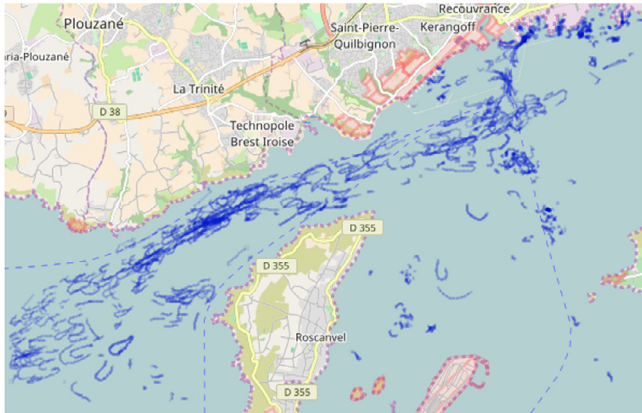 Plouzané
Recouvrance
Saint-Pierre-
Quilbignon
Kerangoff
aria-Plouzané
La Trinité
D 38
Technopole
Brest Iroise
D 355
D 355
Roscanvel
D 355